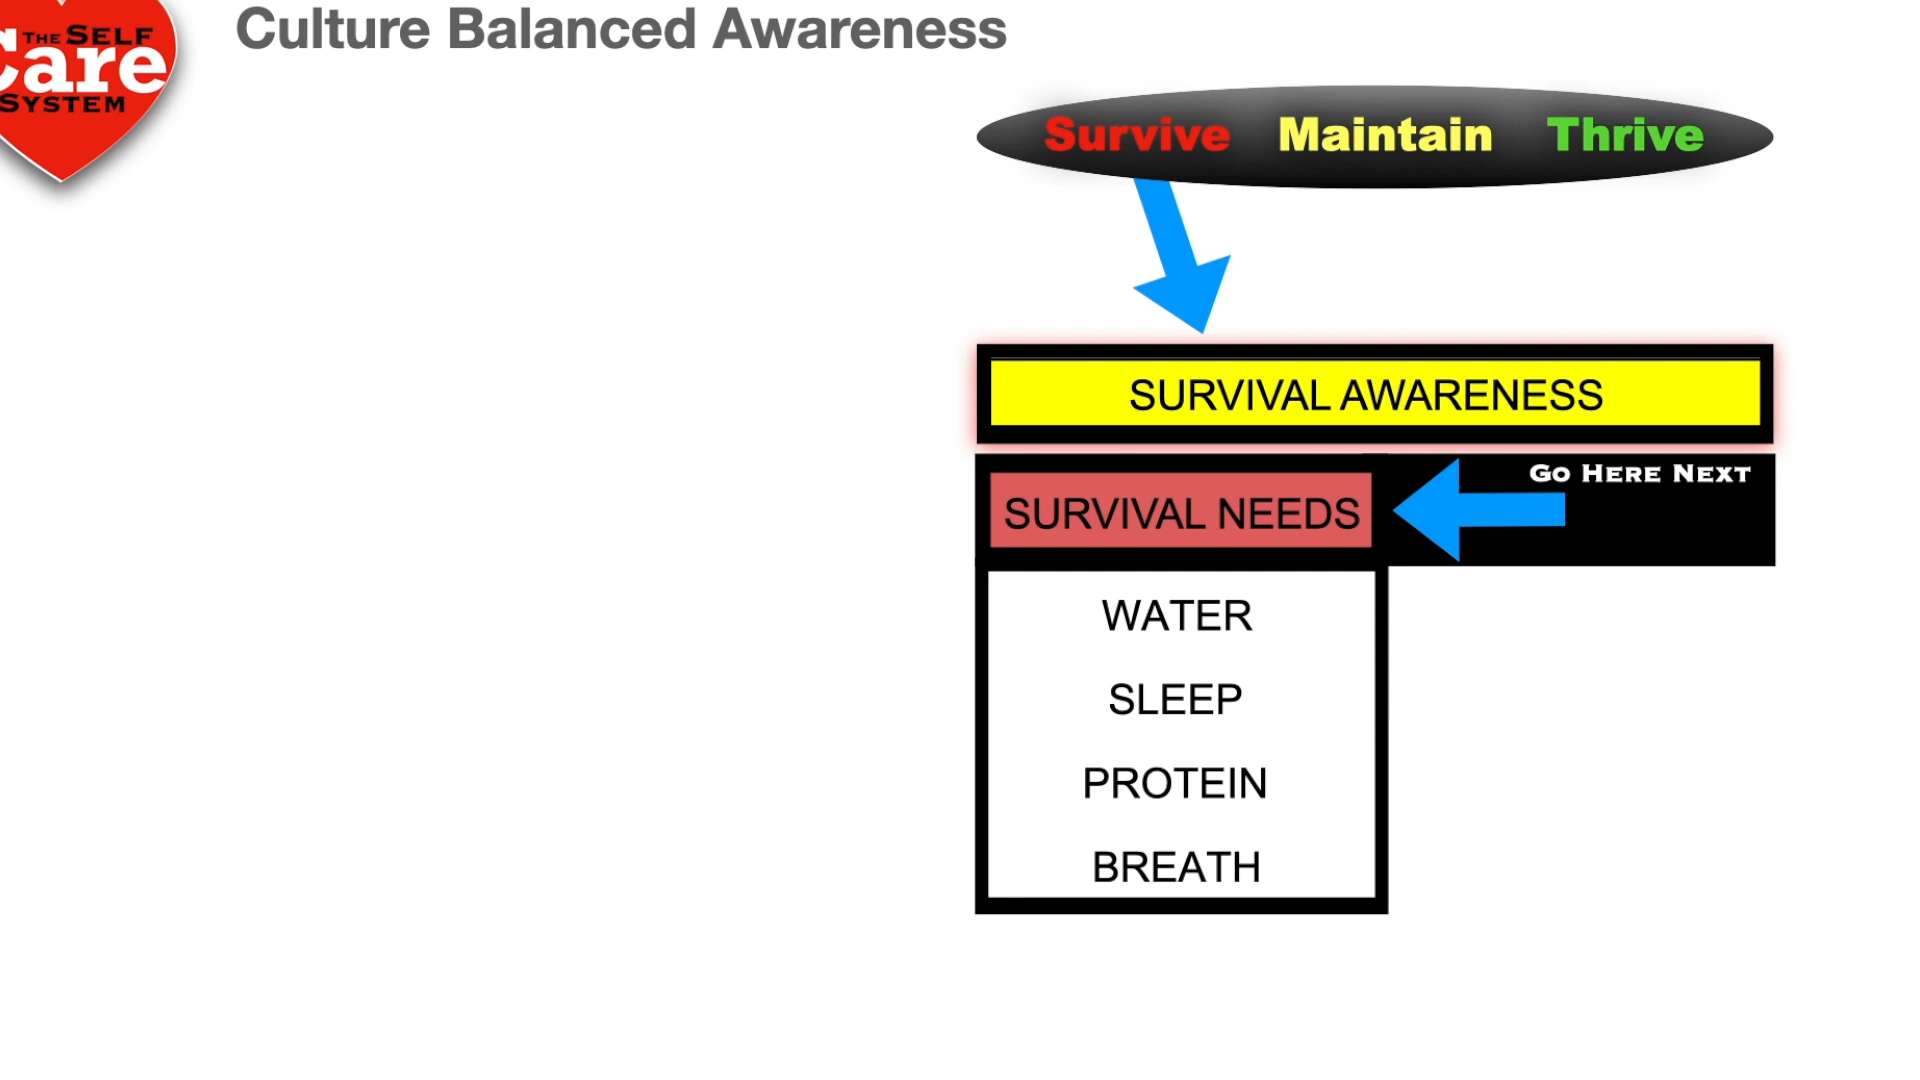 THE SELF
Care
SYSTEM
Culture Balanced Awareness
Survive Maintain Thrive
SURVIVAL AWARENESS
GO HERE NEXT
SURVIVAL NEEDS
WATER
SLEEP
PROTEIN
BREATH